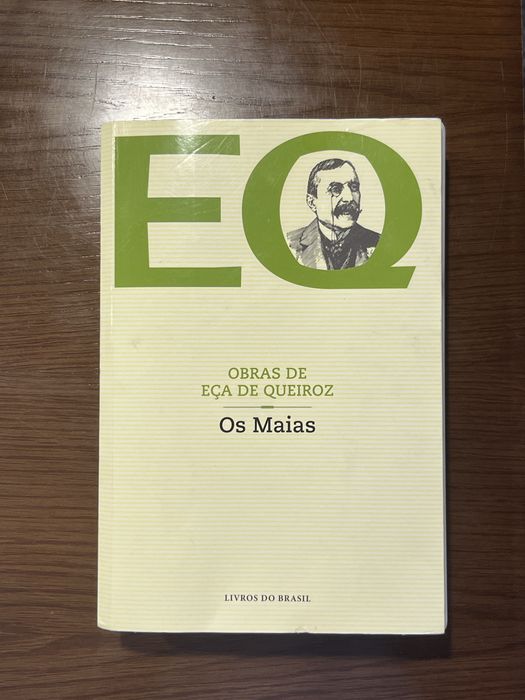 EQ
OBRAS DE
EÇA DE QUEIROZ
Os Maias
LIVROS DO BRASIL